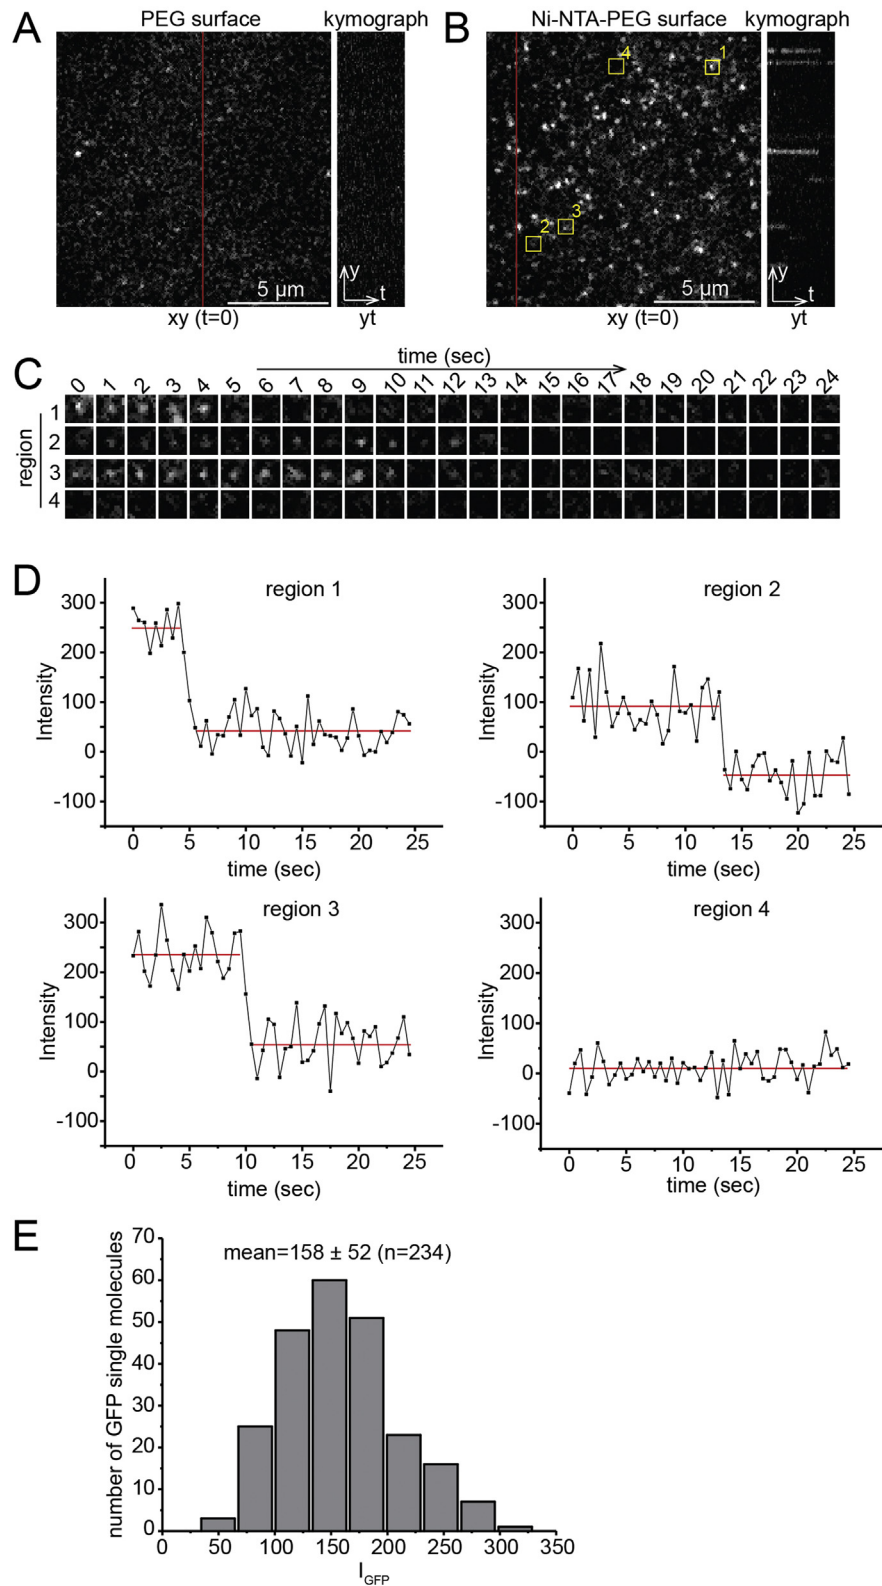 A PEG surface kymograph
5 µm
y
t
xy (t=0) yt
B Ni-NTA-PEG surface kymograph
4 1
3
2
5 µm
y
t
xy (t=0) yt
C time (sec)
0 1 2 3 4 5 6 7 8 9 10 11 12 13 14 15 16 17 18 19 20 21 22 23 24
region
1
2
3
4
D
region 1
Intensity
300
200
100
0
-100
0 5 10 15 20 25
time (sec)
region 2
Intensity
300
200
100
0
-100
0 5 10 15 20 25
time (sec)
region 3
Intensity
300
200
100
0
-100
0 5 10 15 20 25
time (sec)
region 4
Intensity
300
200
100
0
-100
0 5 10 15 20 25
time (sec)
E
mean=158 ± 52 (n=234)
number of GFP single molecules
70
60
50
40
30
20
10
0
0 50 100 150 200 250 300 350
I GFP